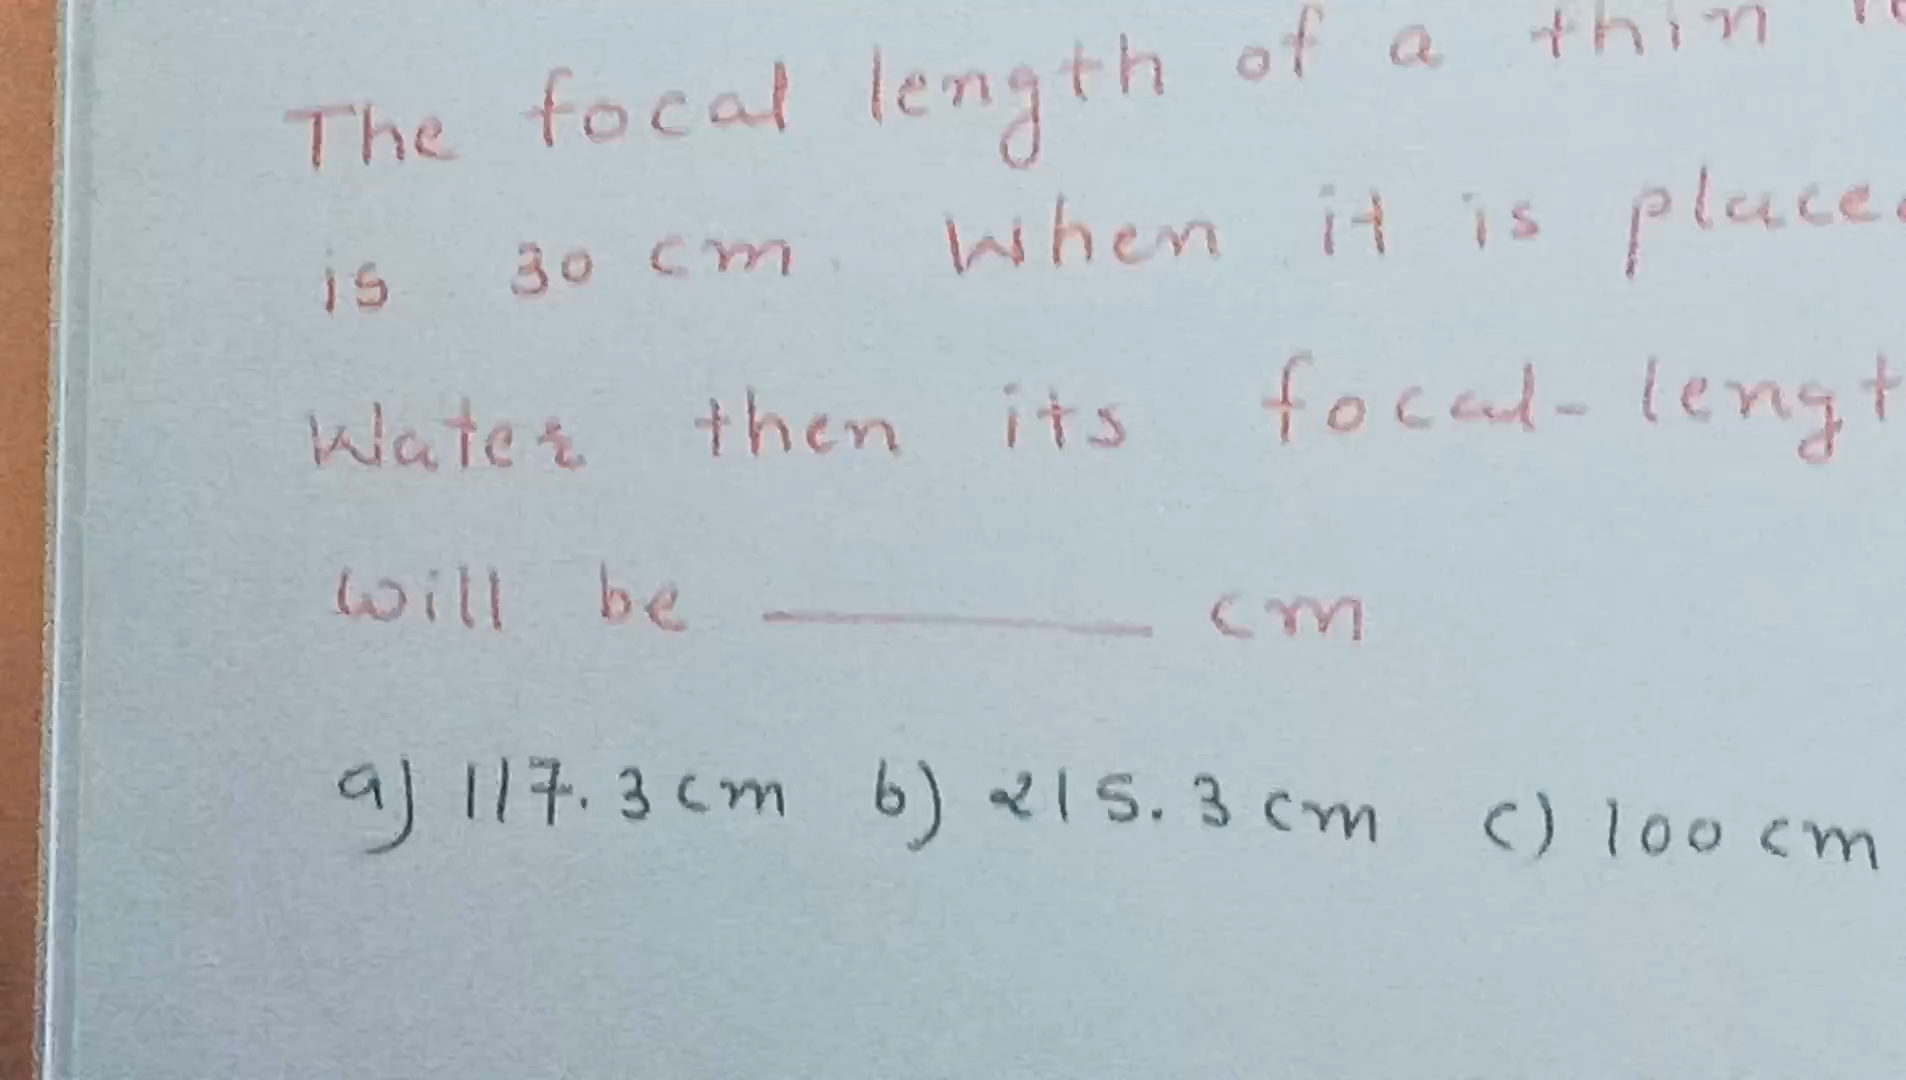 The focal length of a thin
is 30 cm. When it is place
Water then its focal-lengt
will be ________ cm
a) 117.3 cm b) 215.3 cm c) 100 cm